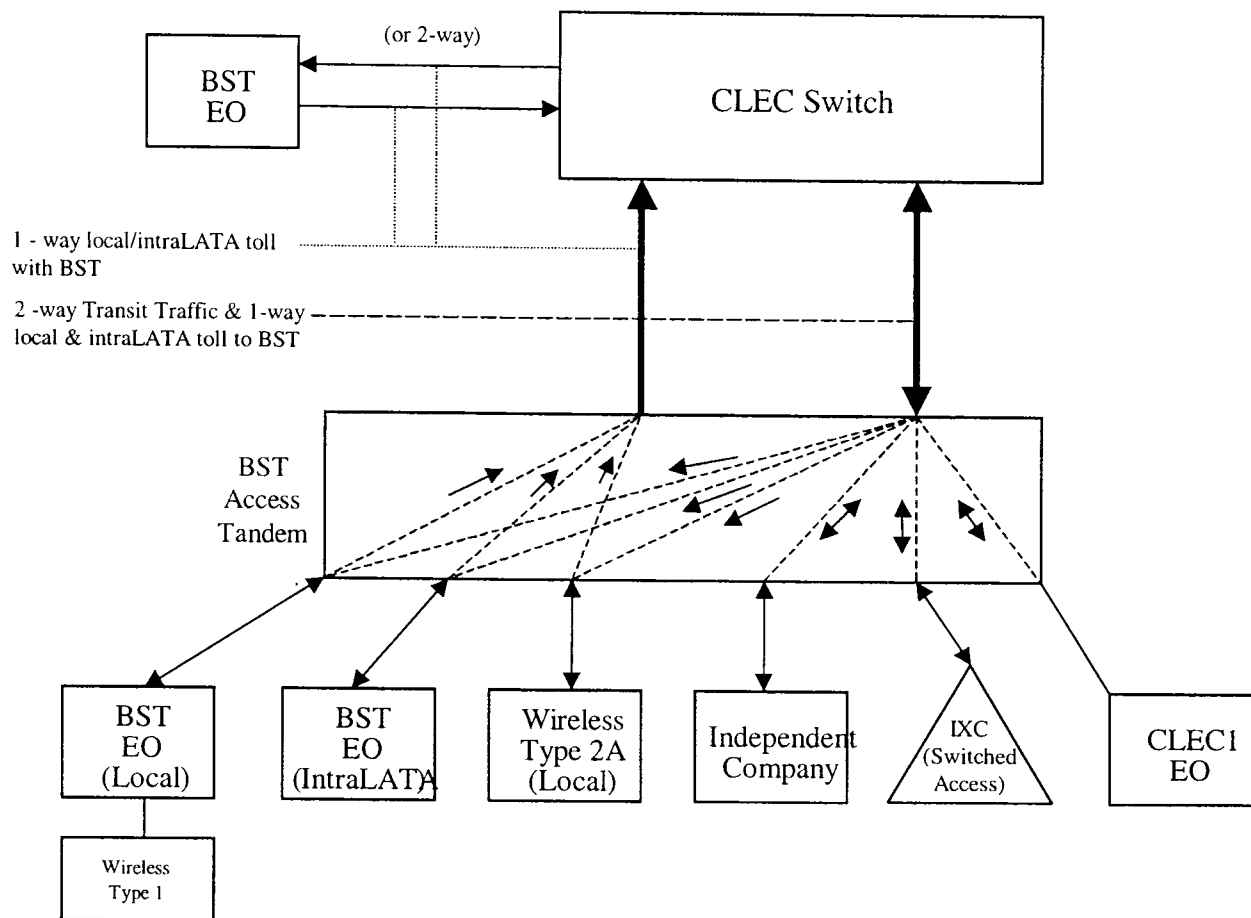 (or 2-way)
BST
EO
CLEC Switch
1 - way local/intraLATA toll
with BST
2 -way Transit Traffic & 1-way
local & intraLATA toll to BST
BST
Access
Tandem
BST
EO
(Local)
BST
EO
(IntraLATA)
Wireless
Type 2A
(Local)
Independent
Company
IXC
(Switched
Access)
CLEC1
EO
Wireless
Type 1